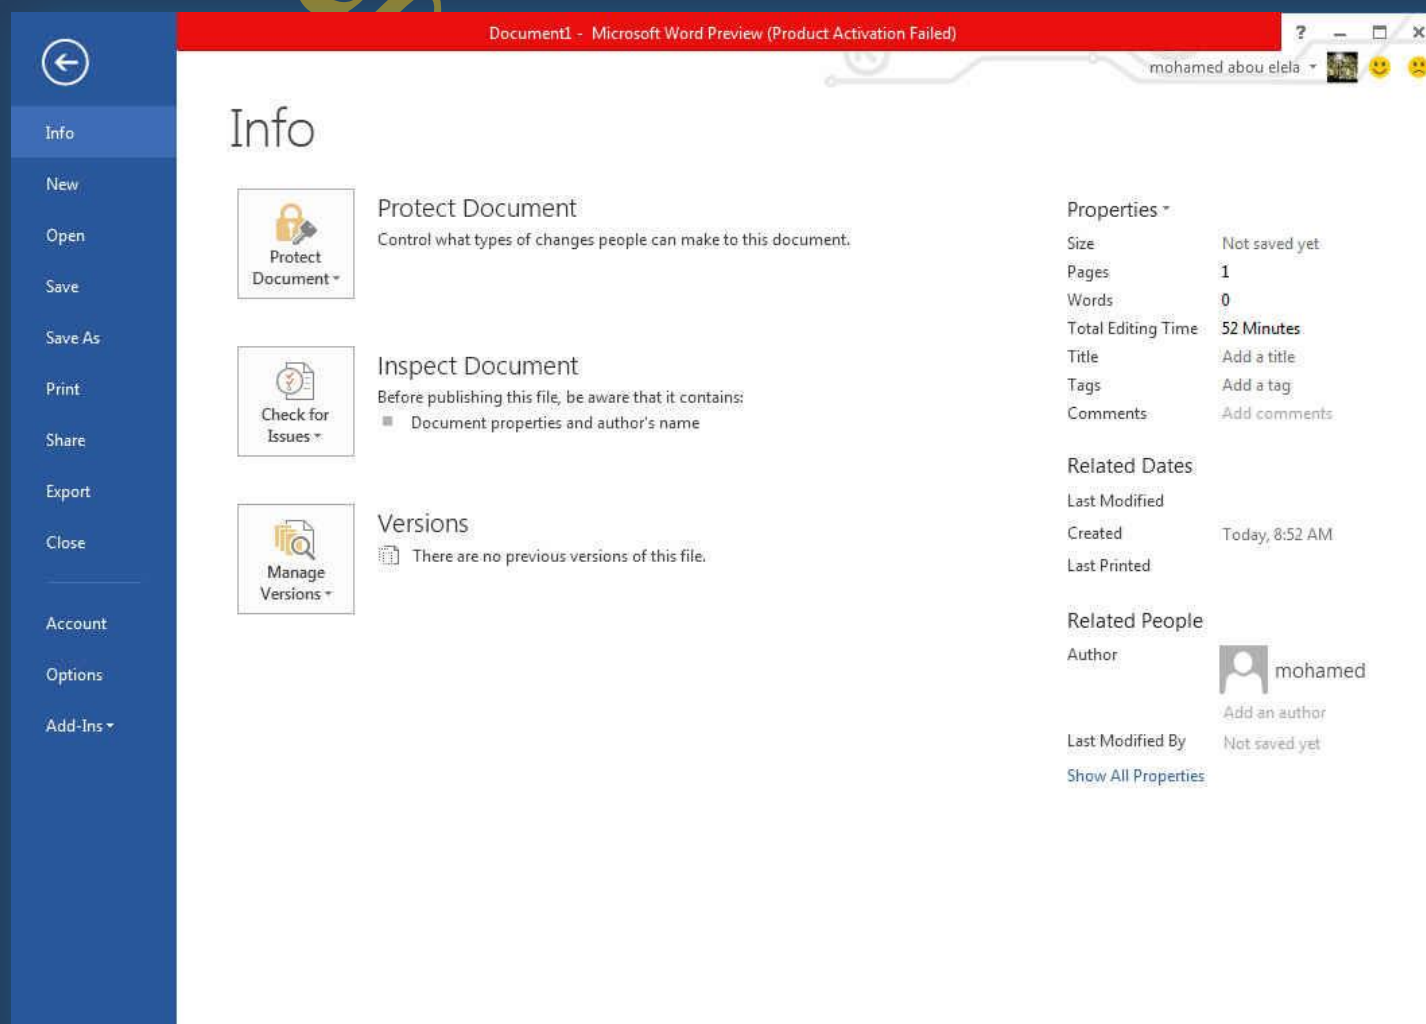 Document1 - Microsoft Word Preview (Product Activation Failed)
?
mohamed abou elela
Info
New
Open
Save
Save As
Print
Share
Export
Close
Account
Options
Add-Ins
Info
Protect
Document
Protect Document
Control what types of changes people can make to this document.
Check for
Issues
Inspect Document
Before publishing this file, be aware that it contains:
Document properties and author's name
Manage
Versions
Versions
There are no previous versions of this file.
Properties
Size Not saved yet
Pages 1
Words 0
Total Editing Time 52 Minutes
Title Add a title
Tags Add a tag
Comments Add comments
Related Dates
Last Modified
Created Today, 8:52 AM
Last Printed
Related People
Author mohamed
Add an author
Last Modified By Not saved yet
Show All Properties